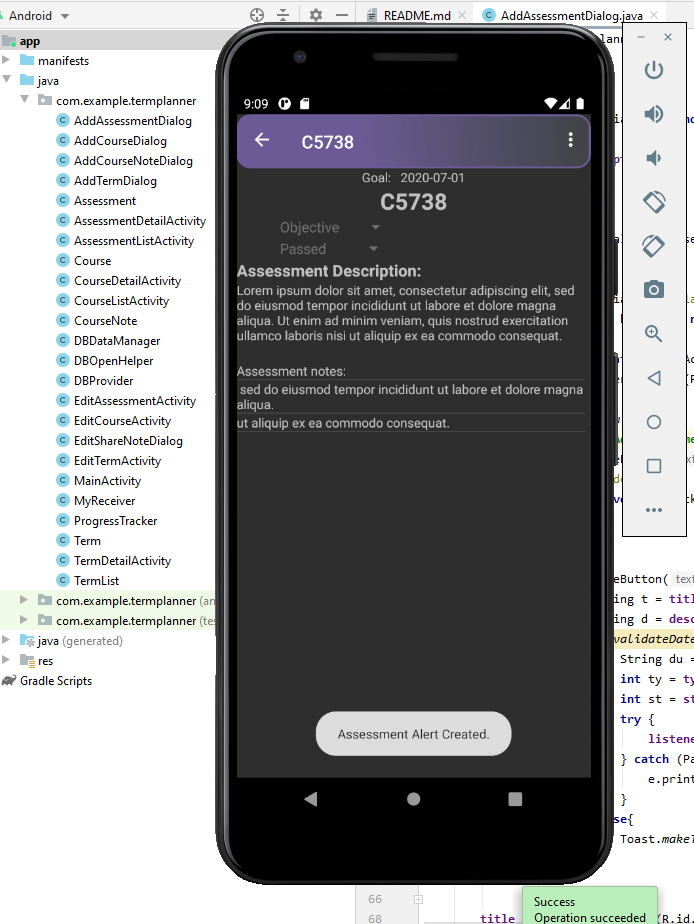 Android
README.md
AddAssessmentDialog.java
app
manifests
java
com.example.termplanner
AddAssessmentDialog
AddCourseDialog
AddCourseNoteDialog
AddTermDialog
Assessment
AssessmentDetailActivity
AssessmentListActivity
Course
CourseDetailActivity
CourseListActivity
CourseNote
DBDataManager
DBOpenHelper
DBProvider
EditAssessmentActivity
EditCourseActivity
EditShareNoteDialog
EditTermActivity
MainActivity
MyReceiver
ProgressTracker
Term
TermDetailActivity
TermList
com.example.termplanner (an
com.example.termplanner (tes
java (generated)
res
Gradle Scripts
9:09
C5738
Goal: 2020-07-01
C5738
Objective
Passed
Assessment Description:
Lorem ipsum dolor sit amet, consectetur adipiscing elit, sed
do eiusmod tempor incididunt ut labore et dolore magna
aliqua. Ut enim ad minim veniam, quis nostrud exercitation
ullamco laboris nisi ut aliquip ex ea commodo consequat.
Assessment notes:
sed do eiusmod tempor incididunt ut labore et dolore magna
aliqua.
ut aliquip ex ea commodo consequat.
Assessment Alert Created.
eButton( text
ing t = titl
ing d = desc
validateDate
String du =
int ty = ty
int st = st
try {
listene
} catch (Pa
e.print
}
se{
Toast.makeT
66
68
title
(R.id.
Success
Operation succeeded